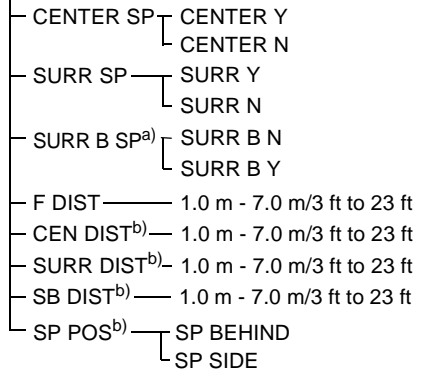 CENTER SP CENTER Y
CENTER N
SURR SP SURR Y
SURR N
SURR B SPa) SURR B N
SURR B Y
F DIST 1.0 m - 7.0 m/3 ft to 23 ft
CEN DISTb) 1.0 m - 7.0 m/3 ft to 23 ft
SURR DISTb) 1.0 m - 7.0 m/3 ft to 23 ft
SB DISTb) 1.0 m - 7.0 m/3 ft to 23 ft
SP POSb) SP BEHIND
SP SIDE